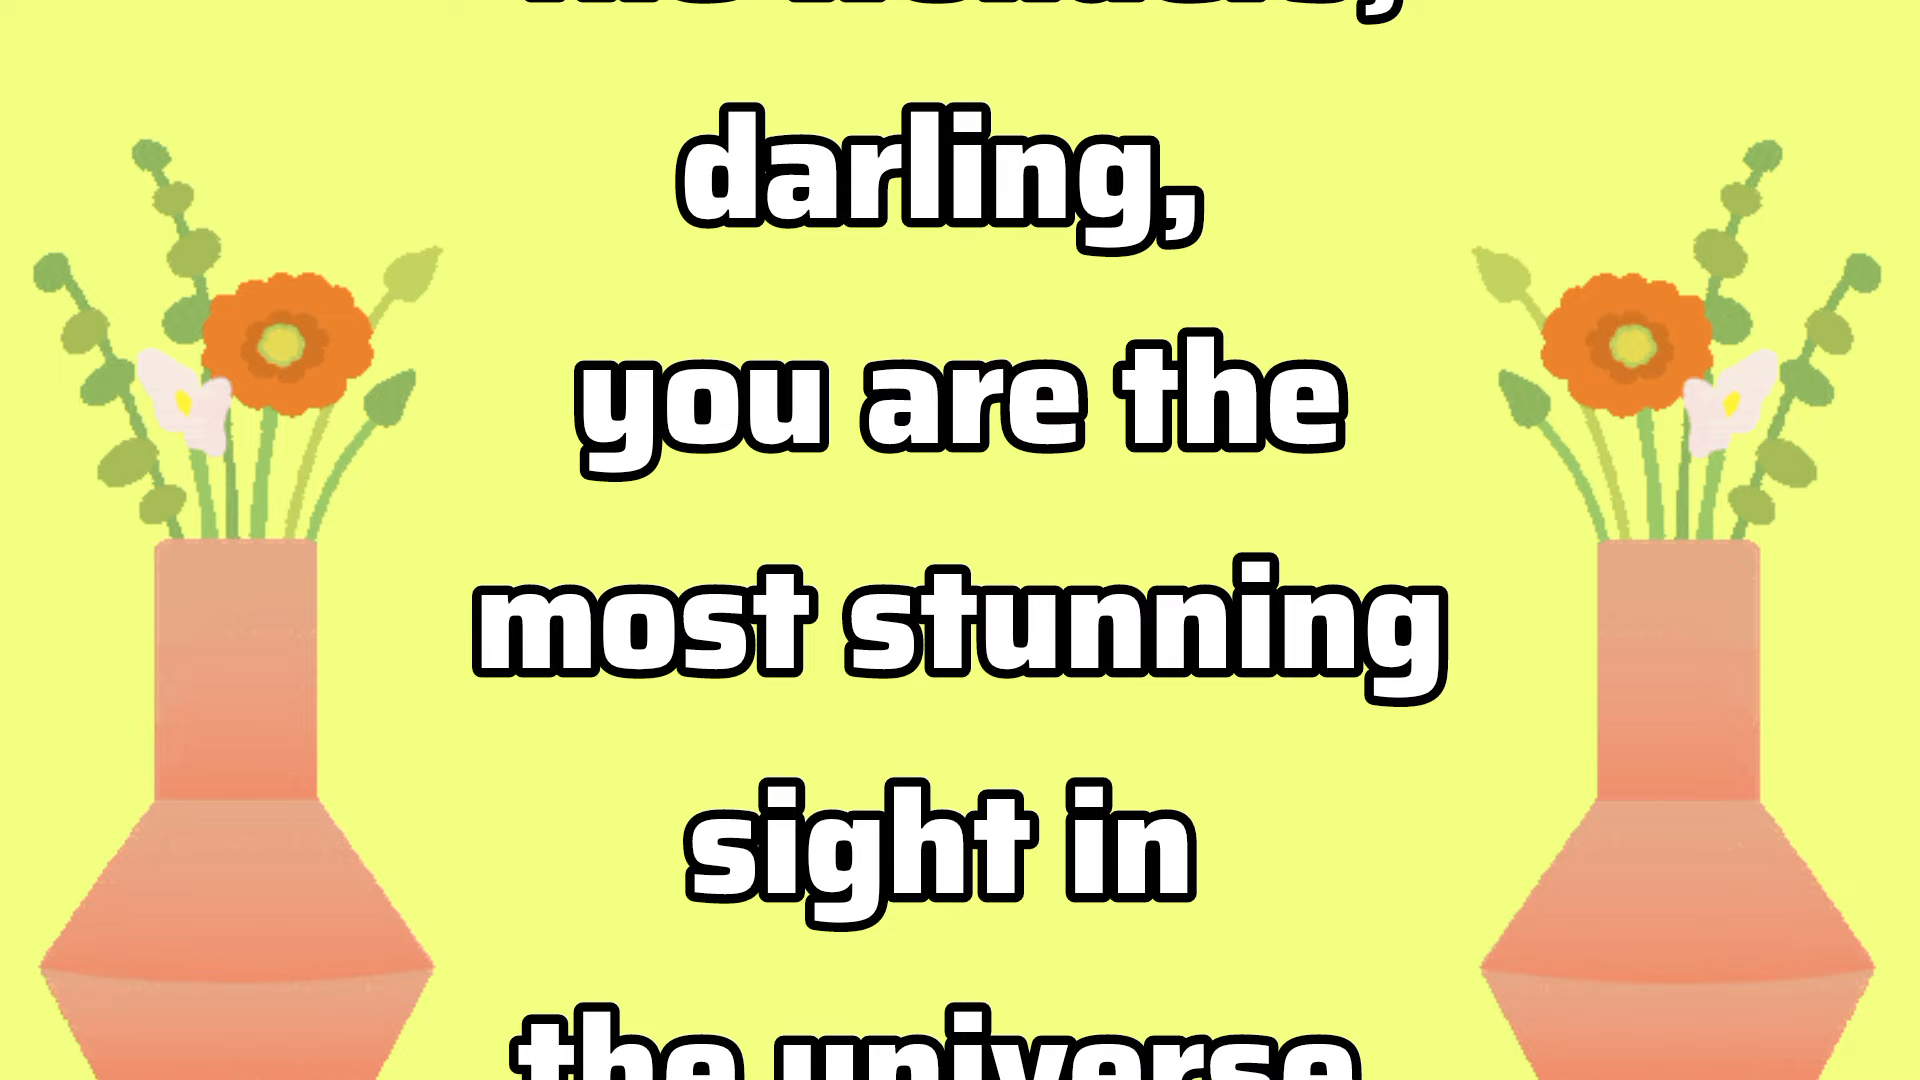 darling,
you are the
most stunning
sight in
the universe